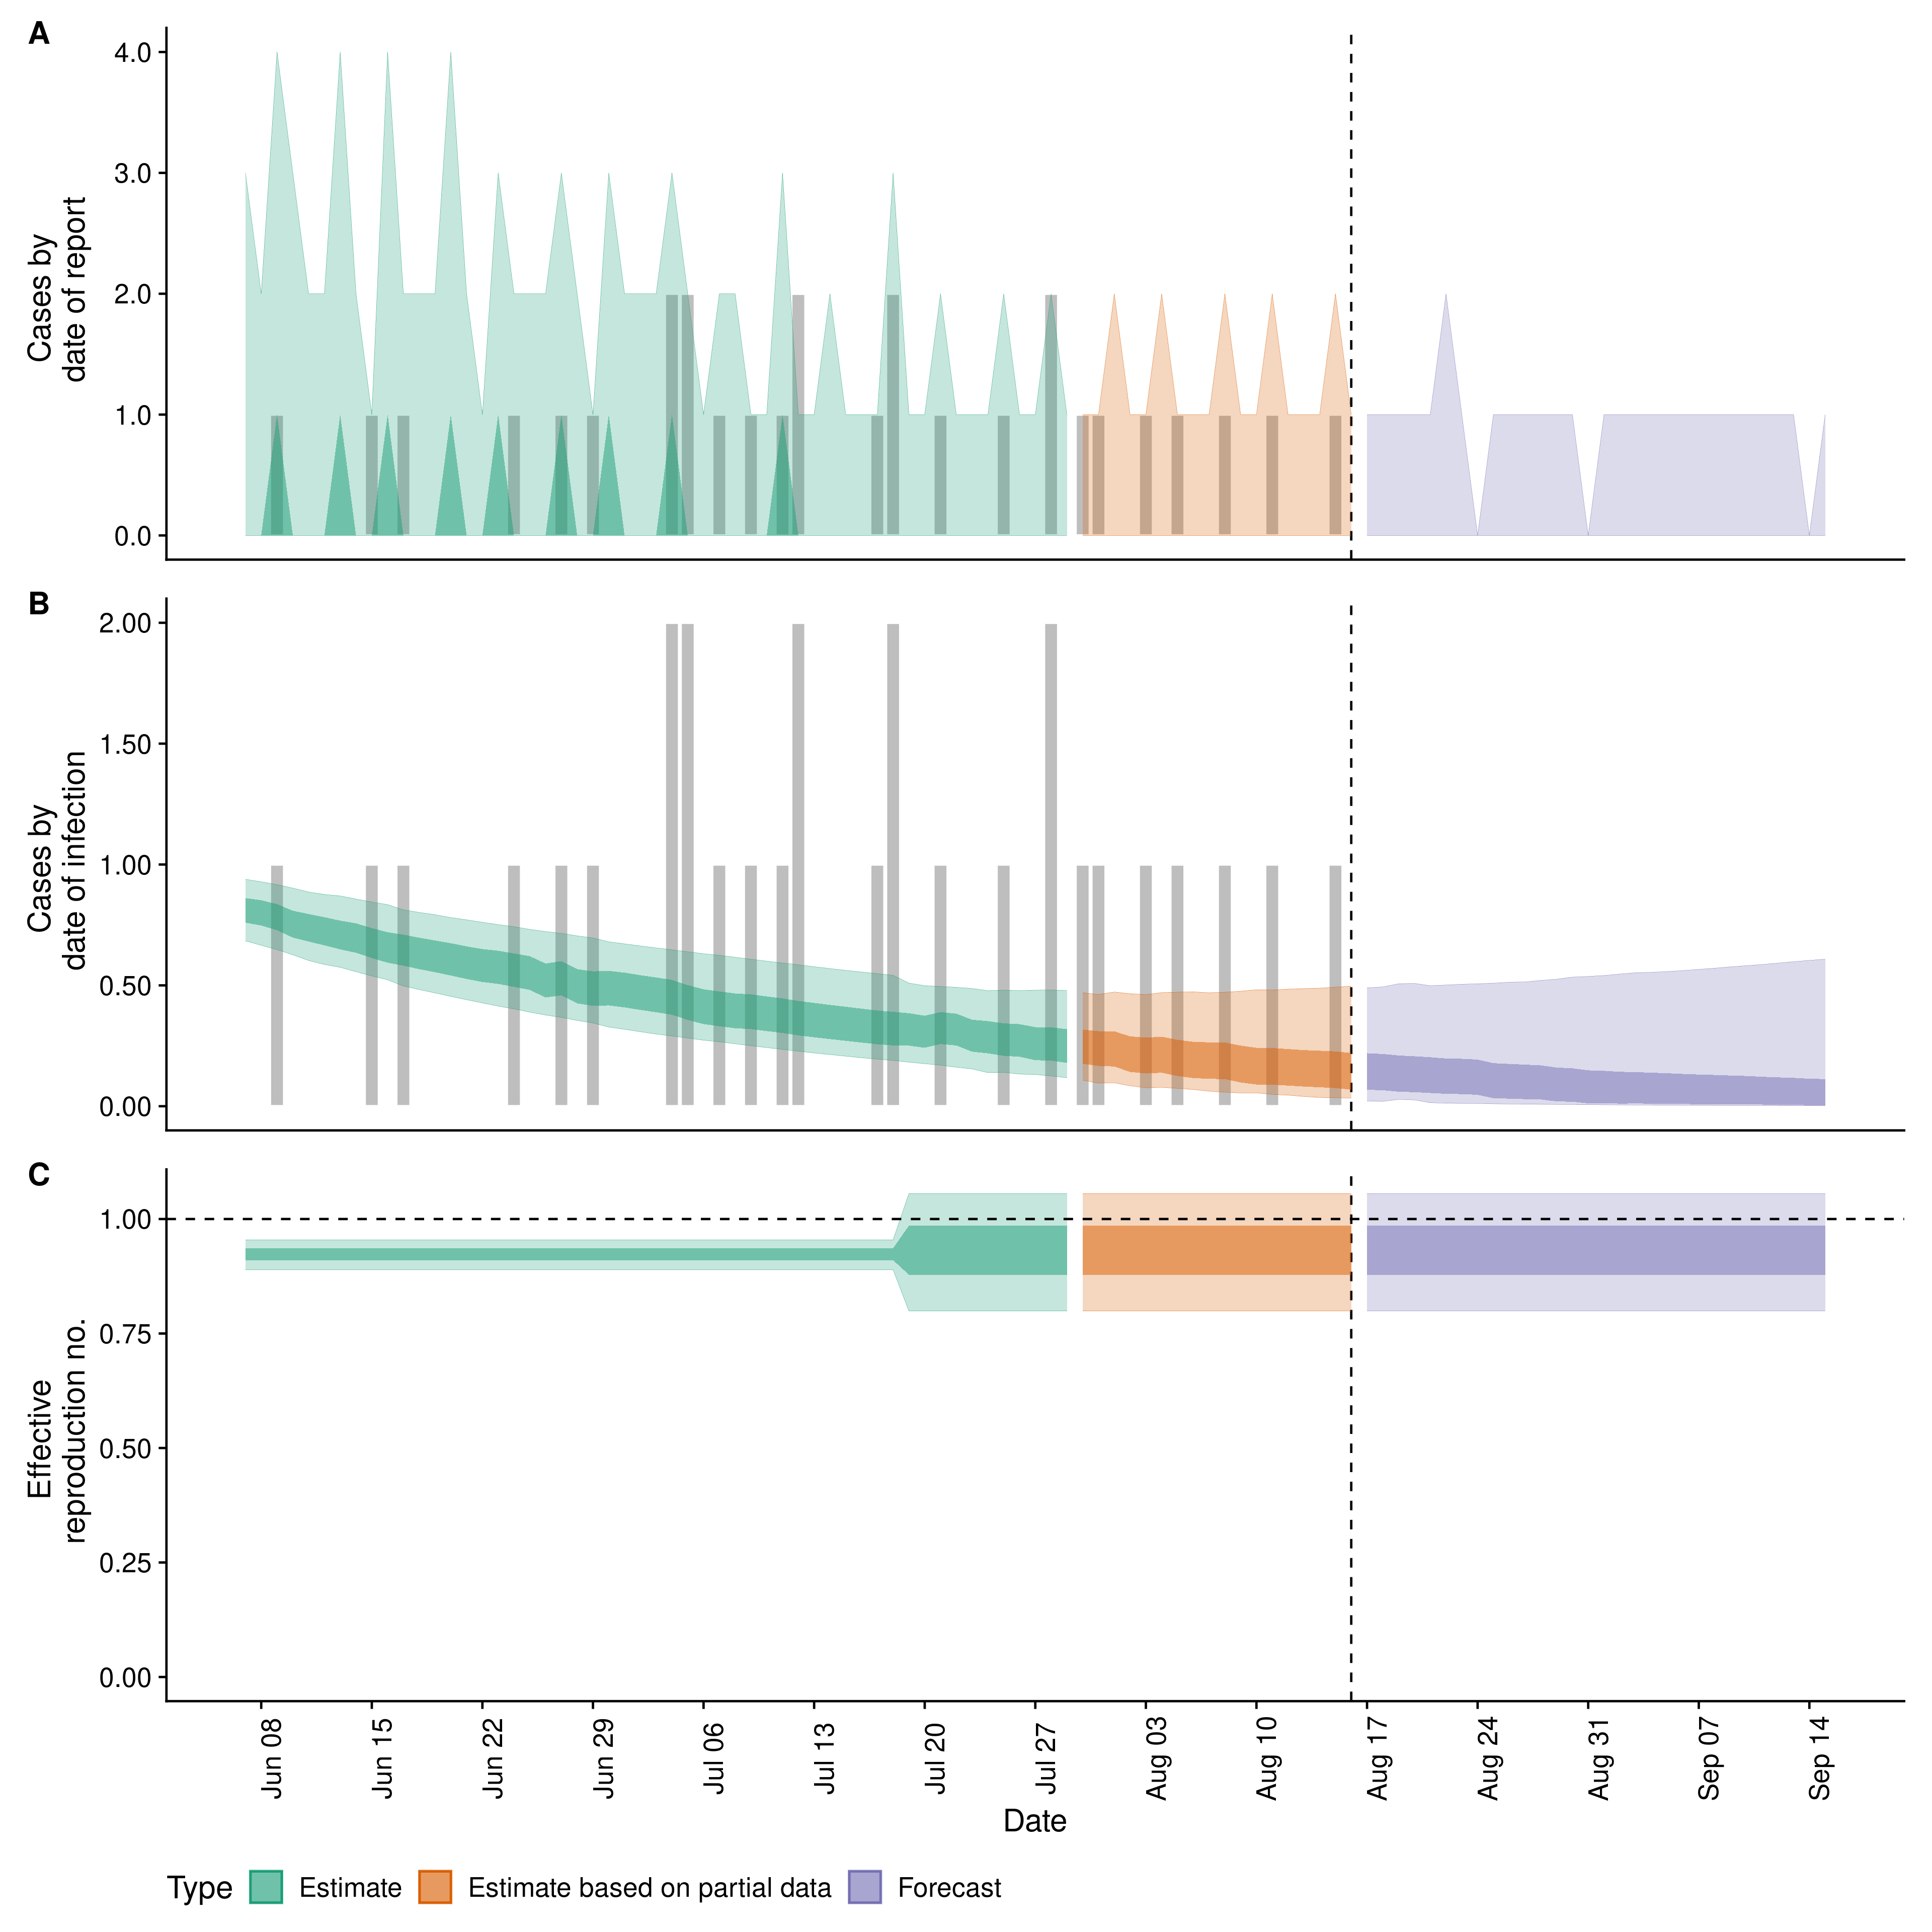 A
4.0
3.0
2.0
1.0
0.0
Cases by
date of report
B
2.00
1.50
1.00
0.50
0.00
Cases by
date of infection
C
1.00
0.75
0.50
0.25
0.00
Effective
reproduction no.
Jun 08
Jun 15
Jun 22
Jun 29
Jul 06
Jul 13
Jul 20
Jul 27
Aug 03
Aug 10
Aug 17
Aug 24
Aug 31
Sep 07
Sep 14
Date
Type Estimate Estimate based on partial data Forecast